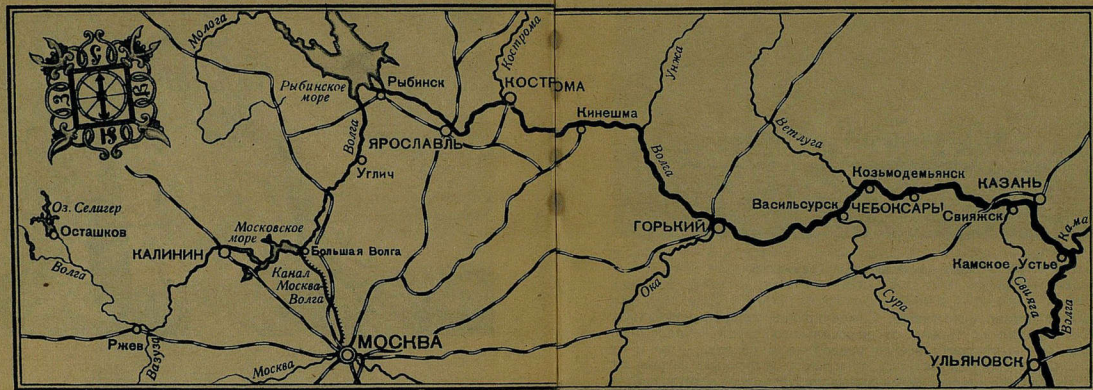 Молога
Рыбинское
море
Рыбинск
Кострома
КОСТРОМА
Унжа
Кинешма
ЯРОСЛАВЛЬ
Волга
Углич
Ветлуга
Козьмодемьянск
КАЗАНЬ
Волга
Васильсурск
ЧЕБОКСАРЫ
Свияжск
Оз. Селигер
Осташков
Московское
море
ГОРЬКИЙ
Кама
КАЛИНИН
Большая Волга
Камское Устье
Волга
Канал
Москва-
Волга
Ока
Сура
Свияга
Волга
Ржев
Вазуза
МОСКВА
Москва
УЛЬЯНОВСК